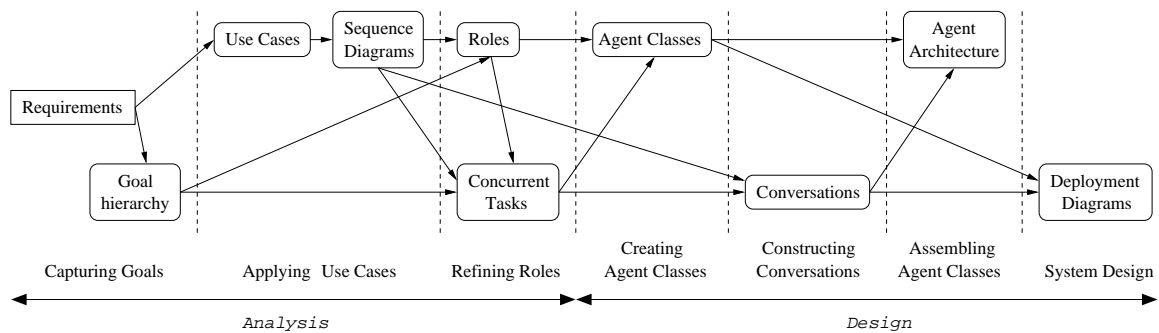 Use Cases
Sequence
Diagrams
Roles
Agent Classes
Agent
Architecture
Requirements
Goal
hierarchy
Concurrent
Tasks
Conversations
Deployment
Diagrams
Capturing Goals
Applying Use Cases
Refining Roles
Creating
Agent Classes
Constructing
Conversations
Assembling
Agent Classes
System Design
Analysis
Design